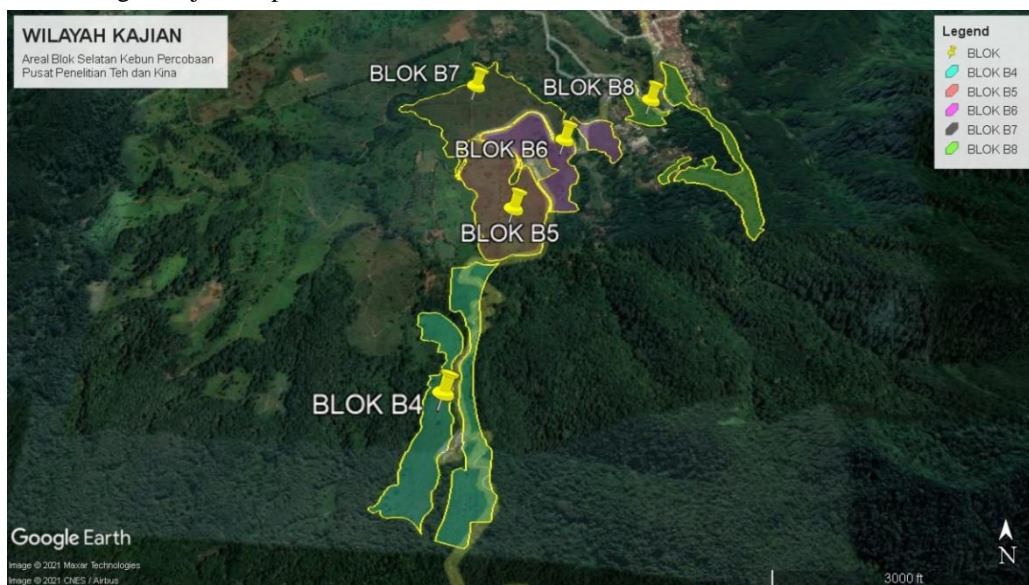 WILAYAH KAJIAN
Areal Blok Selatan Kebun Percobaan
Pusat Penelitian Teh dan Kina
Legend
BLOK
BLOK B4
BLOK B5
BLOK B6
BLOK B7
BLOK B8
BLOK B7
BLOK B8
BLOK B6
BLOK B5
BLOK B4
Google Earth
Image © 2021 Maxar Technologies
Image © 2021 CNES / Airbus
3000 ft
N